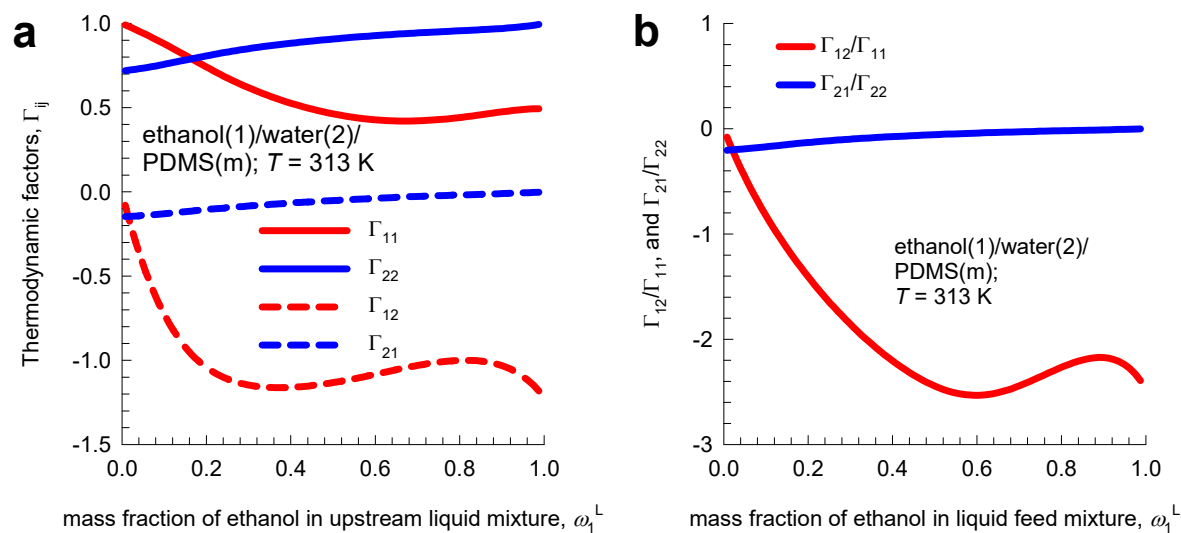 a
1.0
0.5
0.0
-0.5
-1.0
-1.5
Thermodynamic factors, Γij
ethanol(1)/water(2)/
PDMS(m); T = 313 K
Γ11
Γ22
Γ12
Γ21
0.0 0.2 0.4 0.6 0.8 1.0
mass fraction of ethanol in upstream liquid mixture, ω1L
b
1
0
-1
-2
-3
Γ12/Γ11, and Γ21/Γ22
Γ12/Γ11
Γ21/Γ22
ethanol(1)/water(2)/
PDMS(m);
T = 313 K
0.0 0.2 0.4 0.6 0.8 1.0
mass fraction of ethanol in liquid feed mixture, ω1L